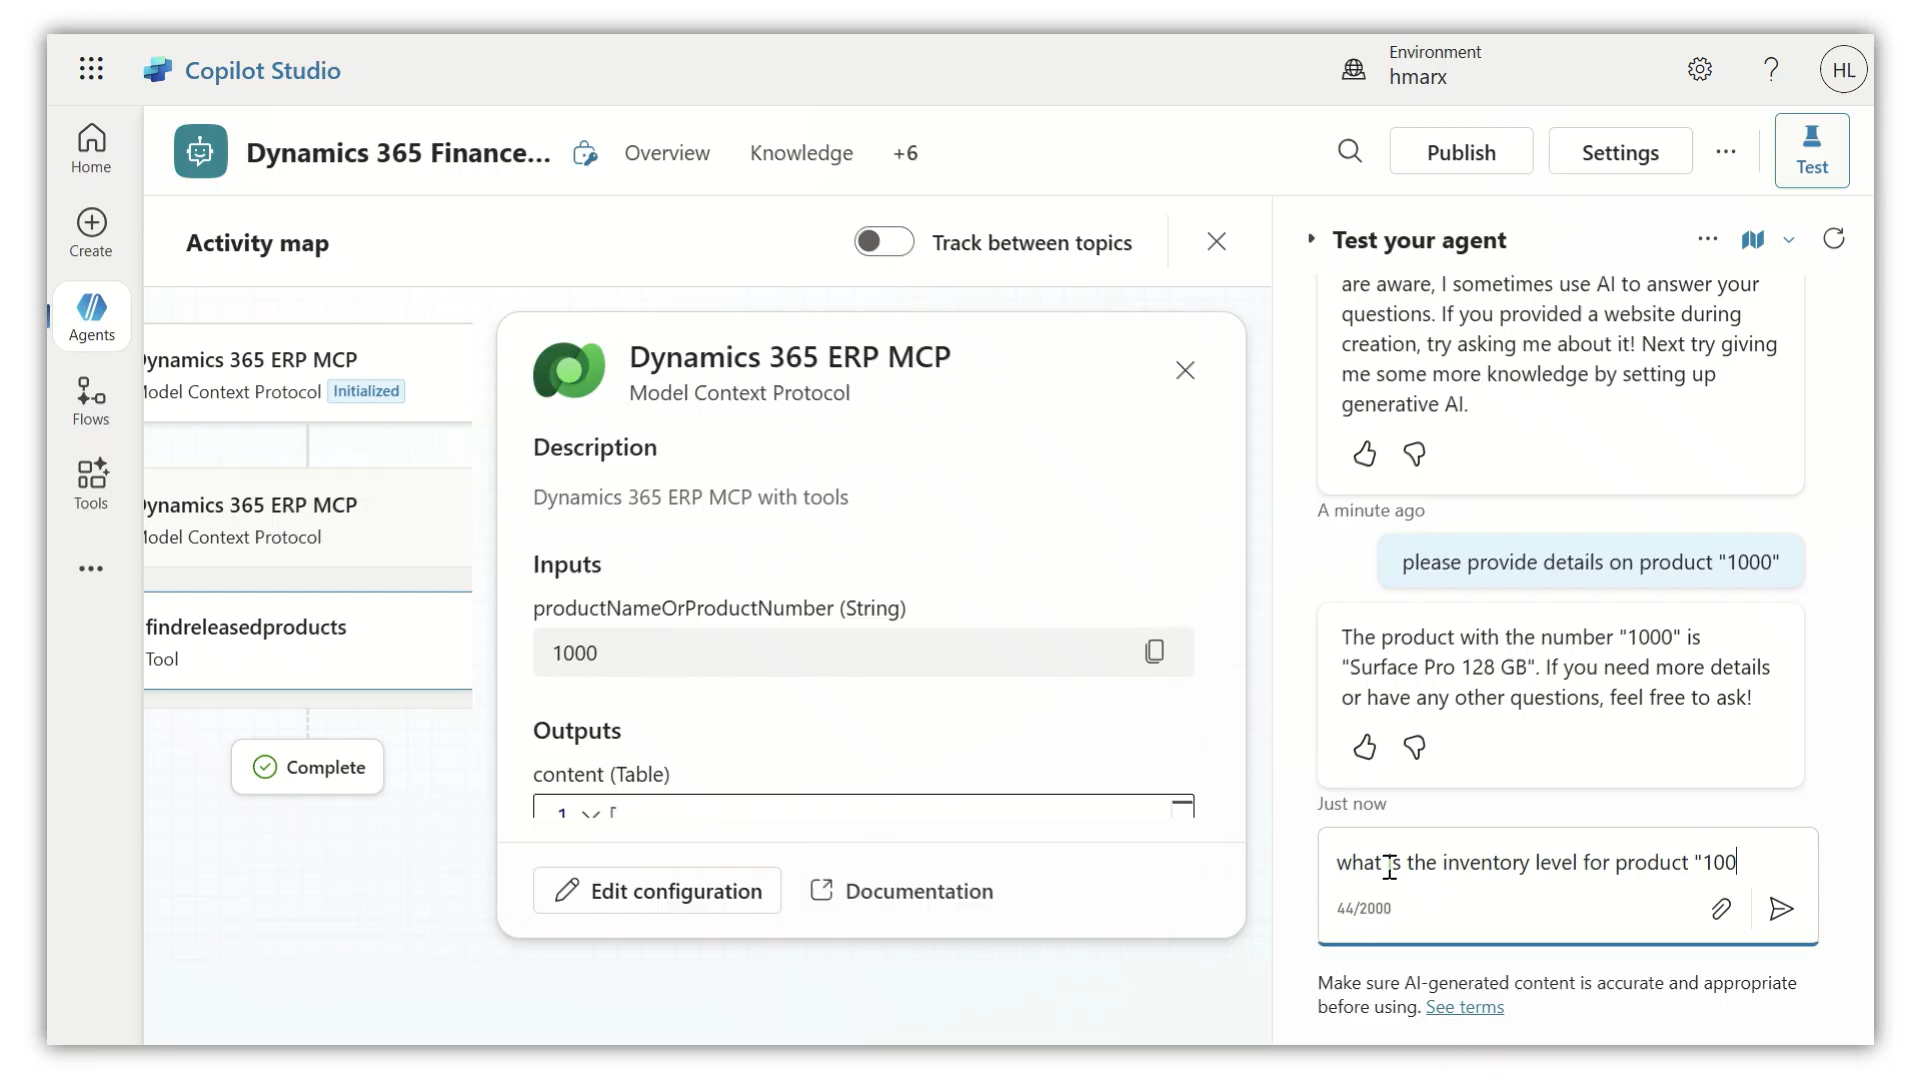 Copilot Studio
Environment
hmarx
HL
Home
Create
Agents
Flows
Tools
Dynamics 365 Finance...
Overview
Knowledge
+6
Publish
Settings
Test
Activity map
Track between topics
ynamics 365 ERP MCP
lodel Context Protocol
Initialized
ynamics 365 ERP MCP
lodel Context Protocol
findreleasedproducts
Tool
Complete
Dynamics 365 ERP MCP
Model Context Protocol
Description
Dynamics 365 ERP MCP with tools
Inputs
productNameOrProductNumber (String)
1000
Outputs
content (Table)
1 [
Edit configuration
Documentation
Test your agent
are aware, I sometimes use AI to answer your
questions. If you provided a website during
creation, try asking me about it! Next try giving
me some more knowledge by setting up
generative AI.
A minute ago
please provide details on product "1000"
The product with the number "1000" is
"Surface Pro 128 GB". If you need more details
or have any other questions, feel free to ask!
Just now
what is the inventory level for product "100
44/2000
Make sure AI-generated content is accurate and appropriate
before using. See terms